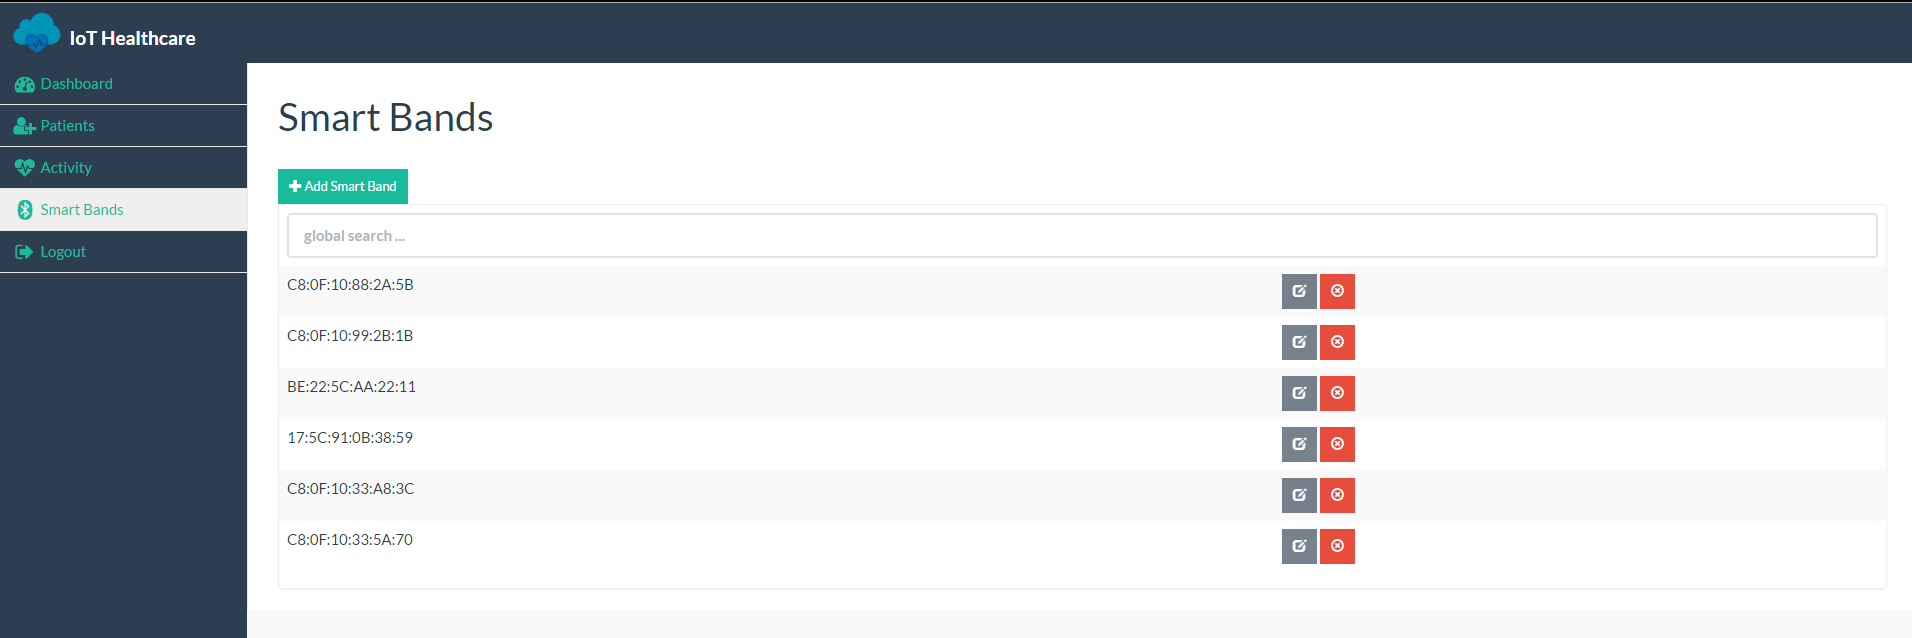 IoT Healthcare
Dashboard
Patients
Activity
Smart Bands
Logout
Smart Bands
Add Smart Band
global search ...
C8:0F:10:88:2A:5B
C8:0F:10:99:2B:1B
BE:22:5C:AA:22:11
17:5C:91:0B:38:59
C8:0F:10:33:A8:3C
C8:0F:10:33:5A:70